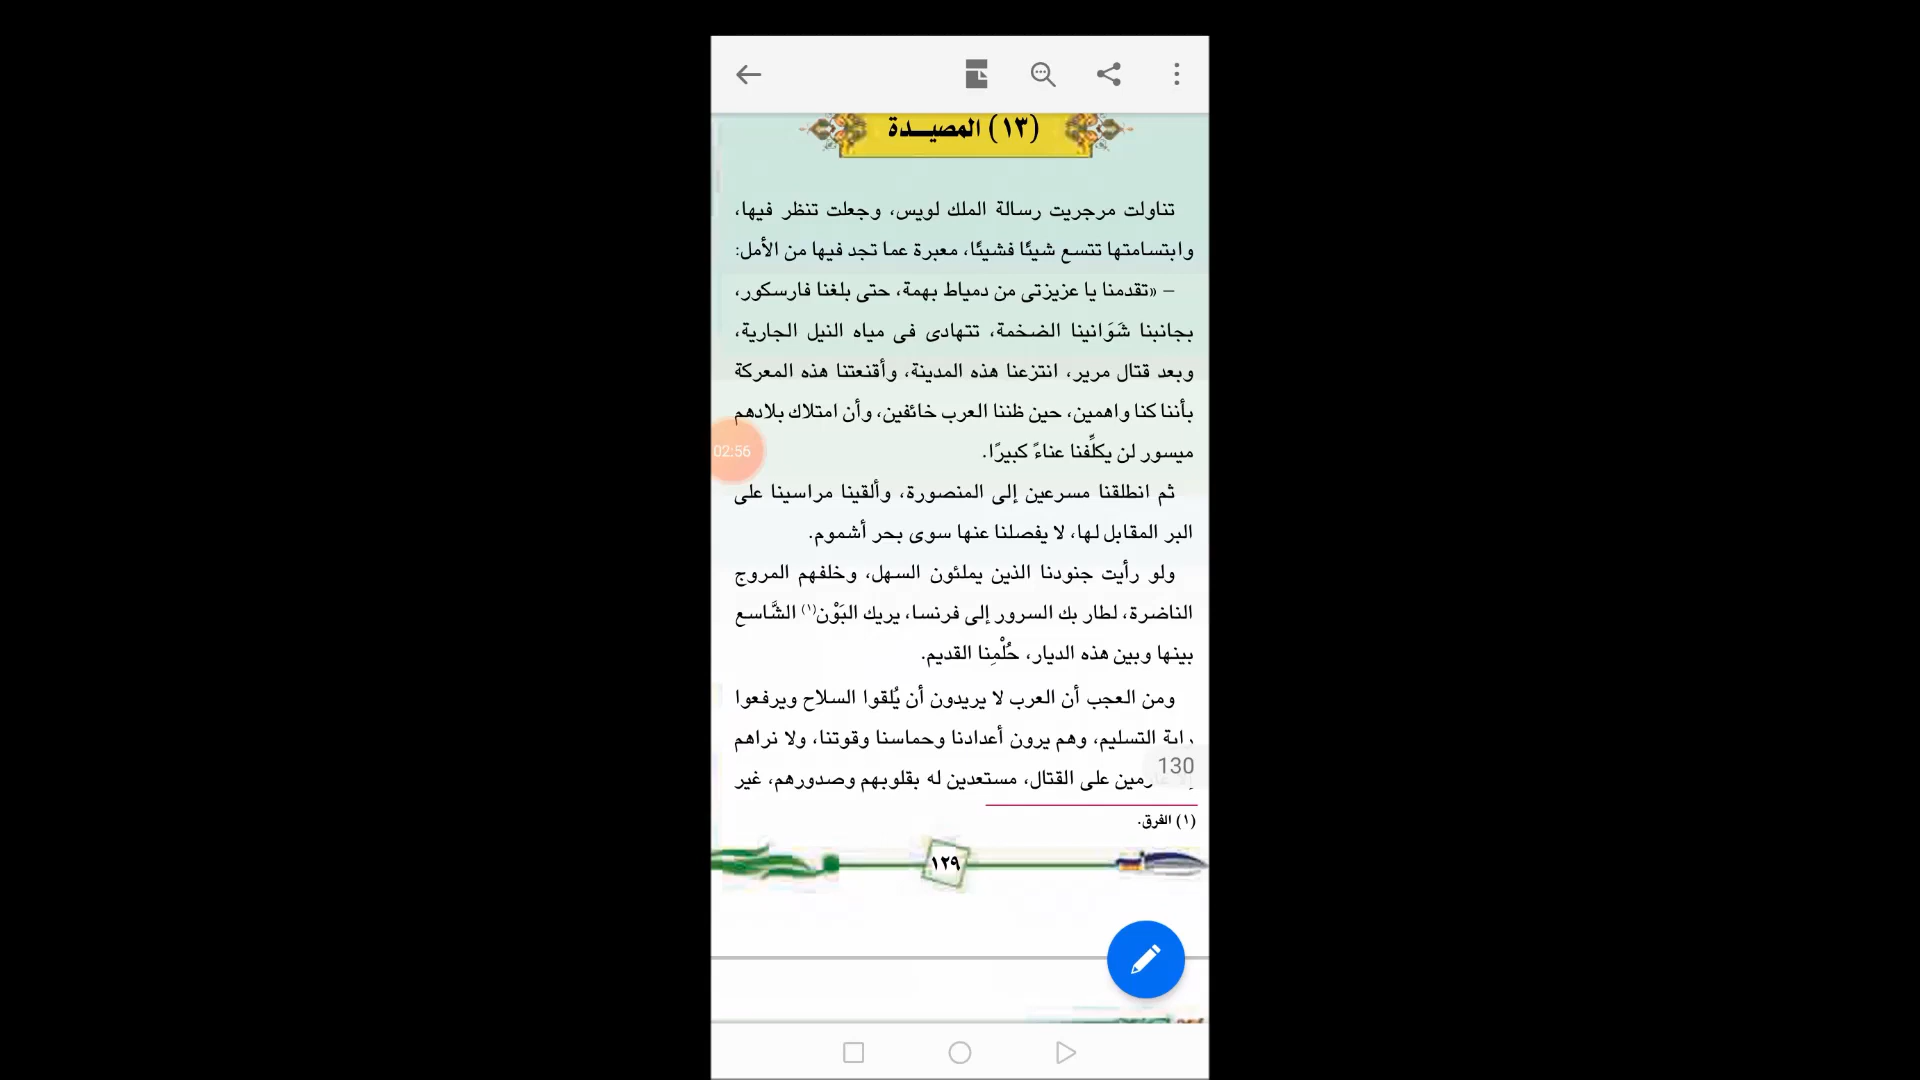 (١٣) المصيـــدة
تناولت مرجريت رسالة الملك لويس، وجعلت تنظر فيها،
وابتسامتها تتسع شيئًا فشيئًا، معبرة عما تجد فيها من الأمل:
– «تقدمنا يا عزيزتى من دمياط بهمة، حتى بلغنا فارسكور،
بجانبنا شَوَانينا الضخمة، تتهادى فى مياه النيل الجارية،
02:56
وبعد قتال مرير، انتزعنا هذه المدينة، وأقنعتنا هذه المعركة
بأننا كنا واهمين، حين ظننا العرب خائفين، وأن امتلاك بلادهم
ميسور لن يكلِّفنا عناءً كبيرًا.
ثم انطلقنا مسرعين إلى المنصورة، وألقينا مراسينا على
البر المقابل لها، لا يفصلنا عنها سوى بحر أشموم.
ولو رأيت جنودنا الذين يملئون السهل، وخلفهم المروج
الناضرة، لطار بك السرور إلى فرنسا، يريك البَوْن(١) الشَّاسع
بينها وبين هذه الديار، حُلْمِنا القديم.
ومن العجب أن العرب لا يريدون أن يُلقوا السلاح ويرفعوا
راية التسليم، وهم يرون أعدادنا وحماسنا وقوتنا، ولا نراهم
على القتال، مستعدين له بقلوبهم وصدورهم، غير
130
(١) الفرق.
١٢٩